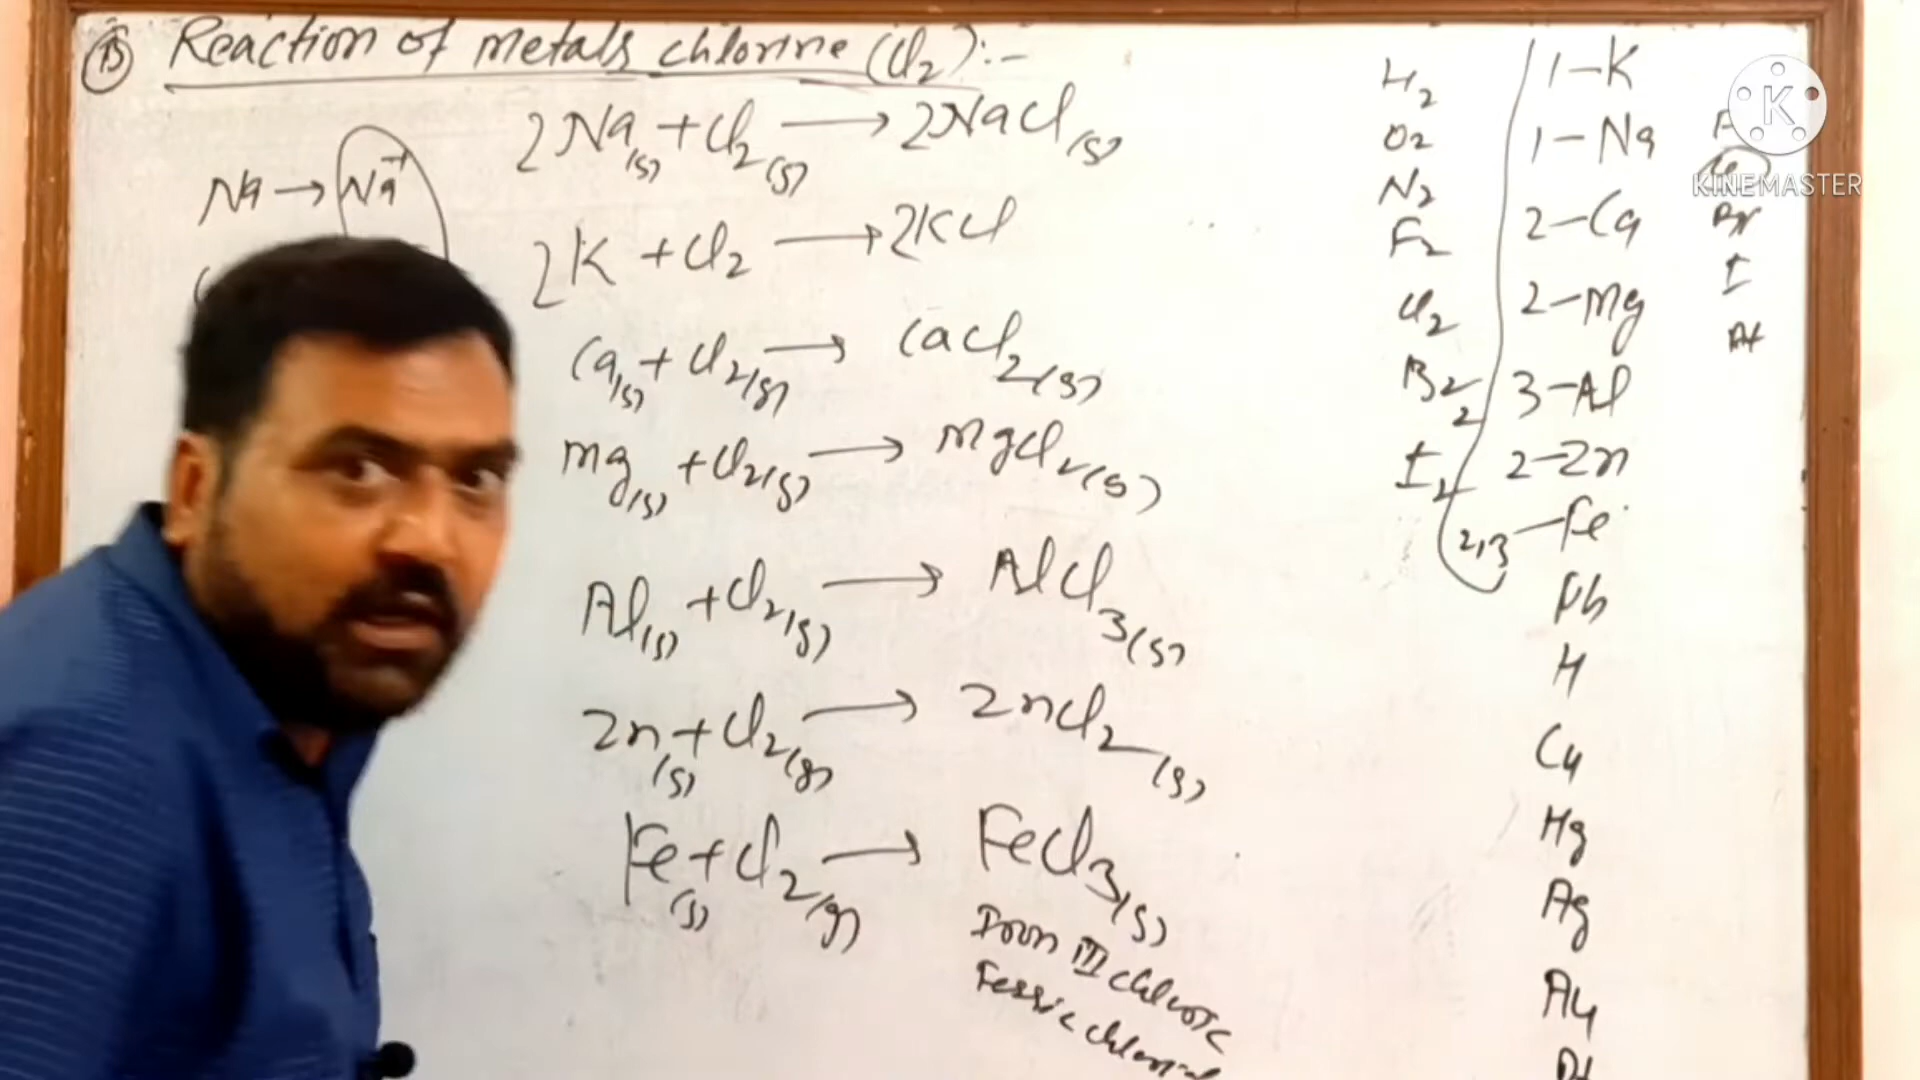 15 Reaction of metals chlorine (Cl2):-
2Na(s) + Cl2(g) → 2NaCl(s)
Na → Na+
2K + Cl2 → 2KCl
Ca(s) + Cl2(g) → CaCl2(s)
Mg(s) + Cl2(g) → MgCl2(s)
Al(s) + Cl2(g) → AlCl3(s)
Zn(s) + Cl2(g) → ZnCl2(s)
Fe(s) + Cl2(g) → FeCl3(s)
Iron III chloride
Ferric
H2
O2
N2
F2
Cl2
Br2
I2
1-K
1-Na
2-Ca
2-Mg
3-Al
2-Zn
2,3-Fe
Pb
H
Cu
Hg
Ag
Au
Br
I
At
K
KINEMASTER